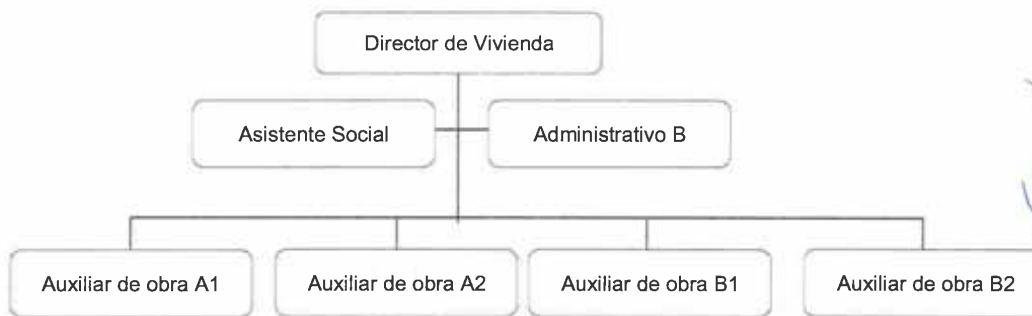 Director de Vivienda
Asistente Social
Administrativo B
Auxiliar de obra A1
Auxiliar de obra A2
Auxiliar de obra B1
Auxiliar de obra B2